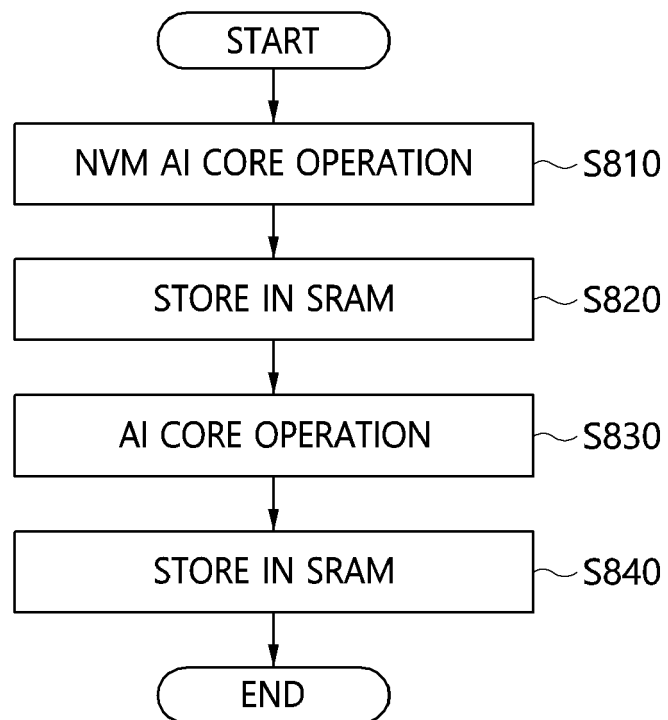 START
NVM AI CORE OPERATION
S810
STORE IN SRAM
S820
AI CORE OPERATION
S830
STORE IN SRAM
S840
END